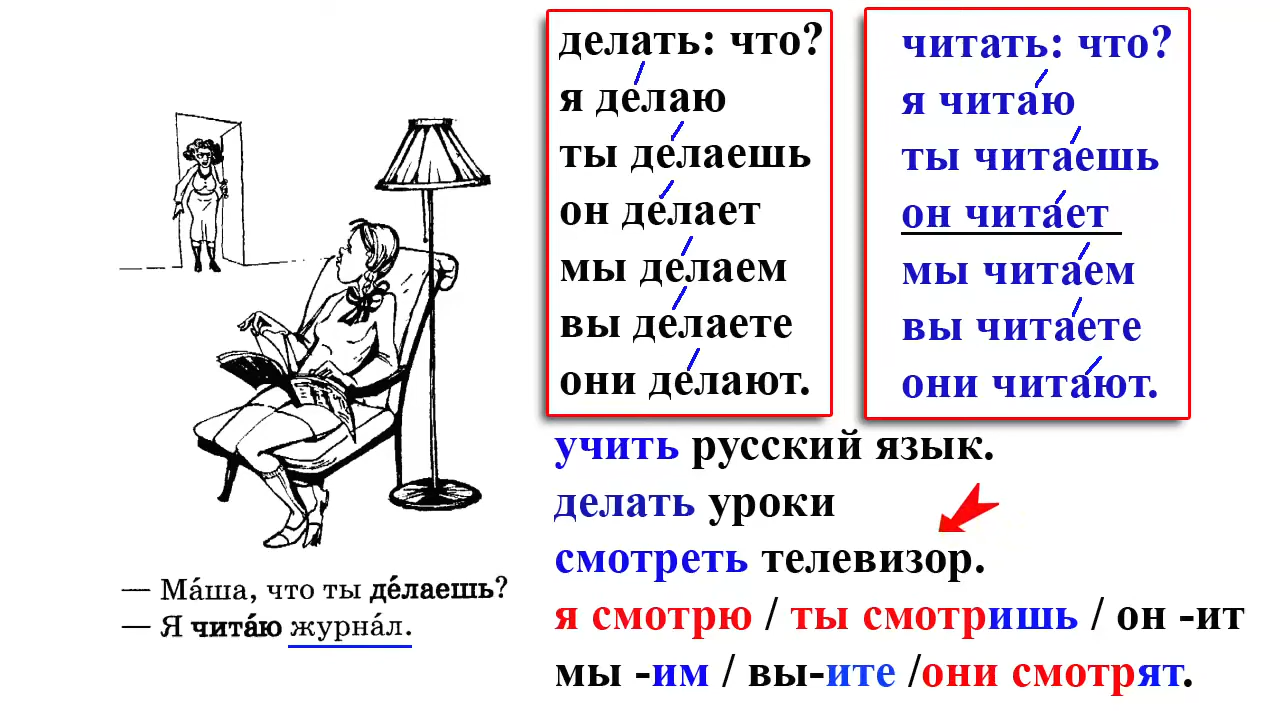 делать: что?
я делаю
ты делаешь
он делает
мы делаем
вы делаете
они делают.
читать: что?
я читаю
ты читаешь
он читает
мы читаем
вы читаете
они читают.
учить русский язык.
делать уроки
смотреть телевизор.
я смотрю / ты смотришь / он -ит
мы -им / вы-ите /они смотрят.
— Ма́ша, что ты де́лаешь?
— Я чита́ю журна́л.